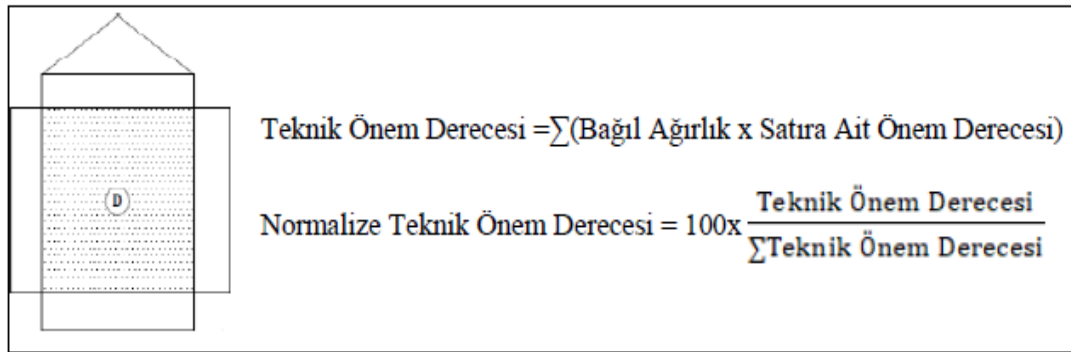 Teknik Önem Derecesi =∑(Bağıl Ağırlık x Satıra Ait Önem Derecesi)
D
Normalize Teknik Önem Derecesi = 100x Teknik Önem Derecesi
∑Teknik Önem Derecesi